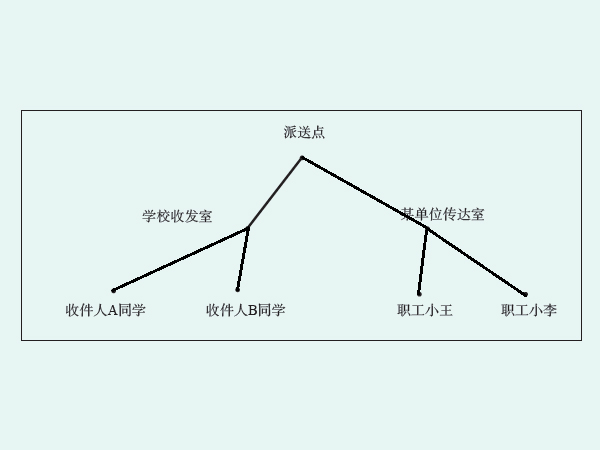 派送点
学校收发室
某单位传达室
收件人A同学
收件人B同学
职工小王
职工小李